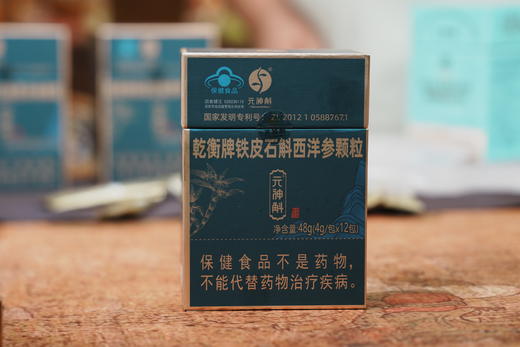 保健食品
元神斛
国家发明专利号: ZL 2012 1 0588767.1
乾衡牌铁皮石斛西洋参颗粒
元神斛
净含量:48g(4g/包x12包)
保健食品不是药物,
不能代替药物治疗疾病。